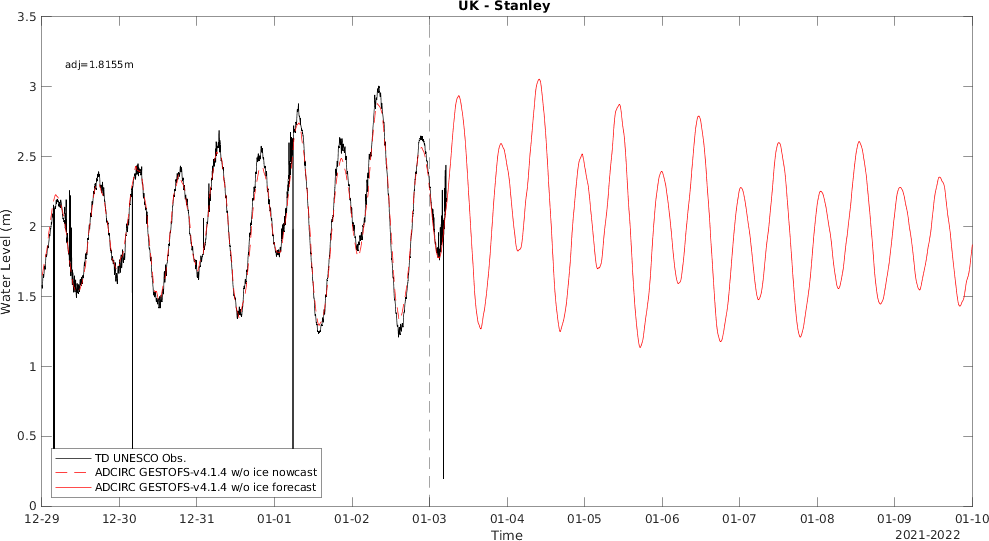 UK - Stanley
adj=1.8155m
Water Level (m)
3.5
3
2.5
2
1.5
1
0.5
0
TD UNESCO Obs.
ADCIRC GESTOFS-v4.1.4 w/o ice nowcast
ADCIRC GESTOFS-v4.1.4 w/o ice forecast
12-29 12-30 12-31 01-01 01-02 01-03 01-04 01-05 01-06 01-07 01-08 01-09 01-10
Time
2021-2022